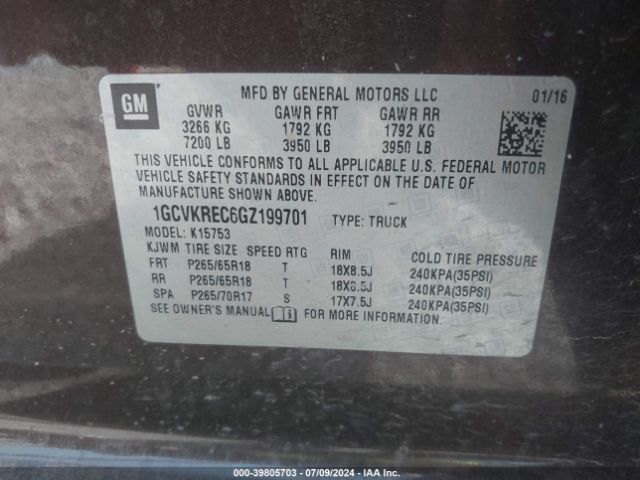 GM
MFD BY GENERAL MOTORS LLC 01/16
GVWR GAWR FRT GAWR RR
3266 KG 1792 KG 1792 KG
7200 LB 3950 LB 3950 LB
THIS VEHICLE CONFORMS TO ALL APPLICABLE U.S. FEDERAL MOTOR
VEHICLE SAFETY STANDARDS IN EFFECT ON THE DATE OF
MANUFACTURE SHOWN ABOVE.
1GCVKREC6GZ199701 TYPE: TRUCK
MODEL: K15753
KJWM TIRE SIZE SPEED RTG RIM COLD TIRE PRESSURE
FRT P265/65R18 T 18X8.5J 240KPA(35PSI)
RR P265/65R18 T 18X8.5J 240KPA(35PSI)
SPA P265/70R17 S 17X7.5J 240KPA(35PSI)
SEE OWNER'S MANUAL FOR MORE INFORMATION.
000-39805703 - 07/09/2024 - IAA Inc.